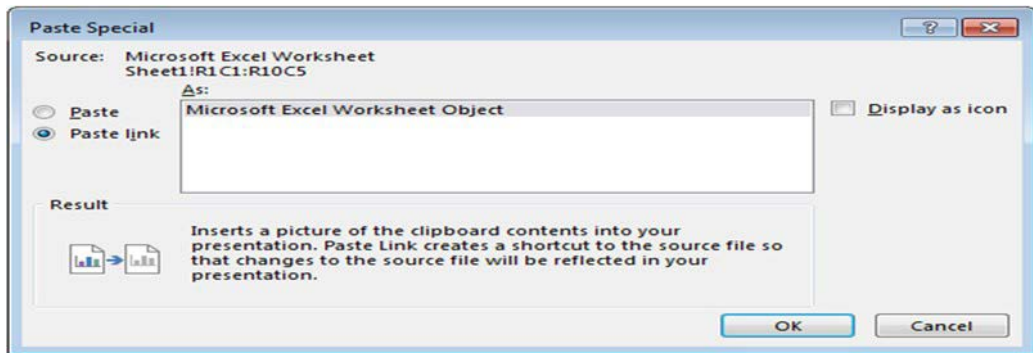 Paste Special
Source: Microsoft Excel Worksheet
Sheet1!R1C1:R10C5
As:
Paste
Microsoft Excel Worksheet Object
Display as icon
Paste link
Result
Inserts a picture of the clipboard contents into your
presentation. Paste Link creates a shortcut to the source file so
that changes to the source file will be reflected in your
presentation.
OK
Cancel